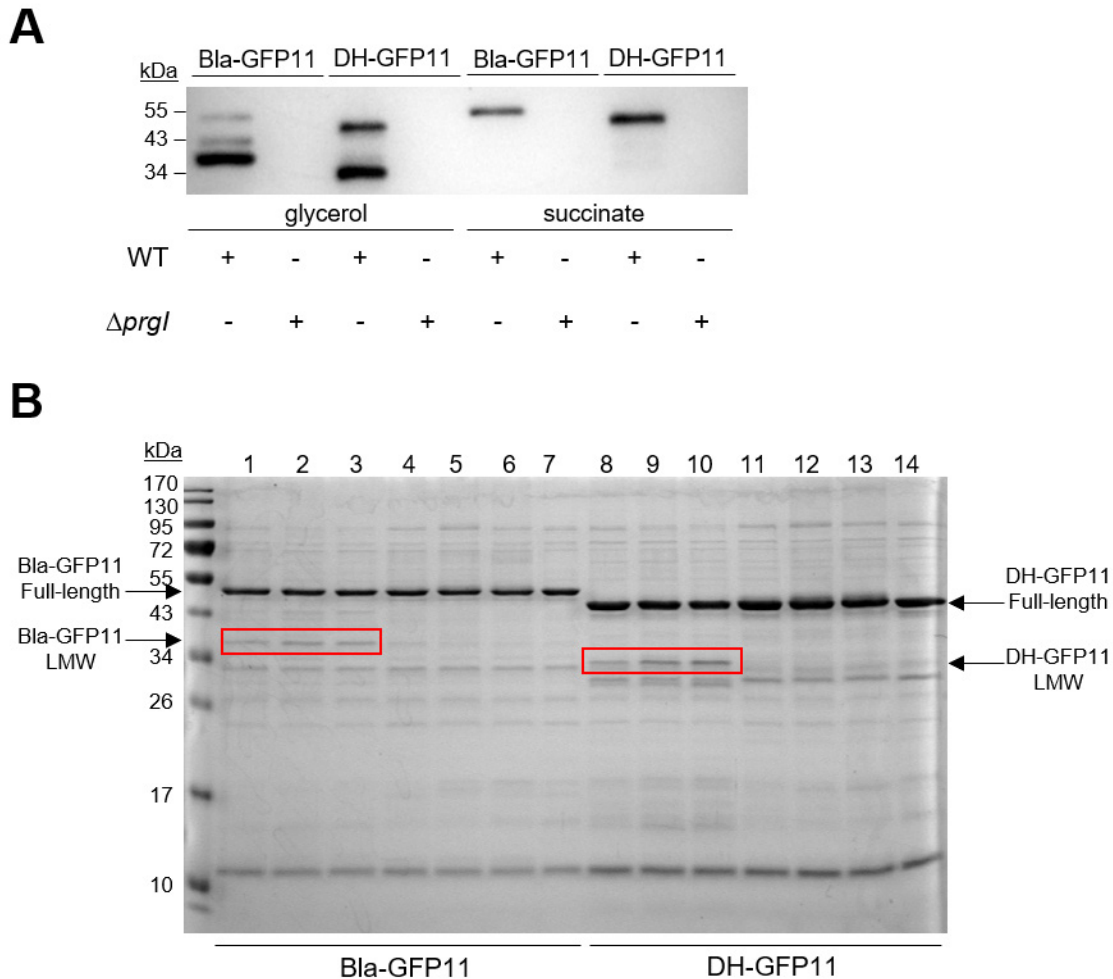 A
kDa
Bla-GFP11 DH-GFP11 Bla-GFP11 DH-GFP11
55
43
34
glycerol succinate
WT + - + - + - + -
ΔprgI - + - + - + - +
B
kDa
1 2 3 4 5 6 7 8 9 10 11 12 13 14
170
130
95
72
55
43
34
26
17
10
Bla-GFP11
Full-length
Bla-GFP11
LMW
DH-GFP11
Full-length
DH-GFP11
LMW
Bla-GFP11 DH-GFP11